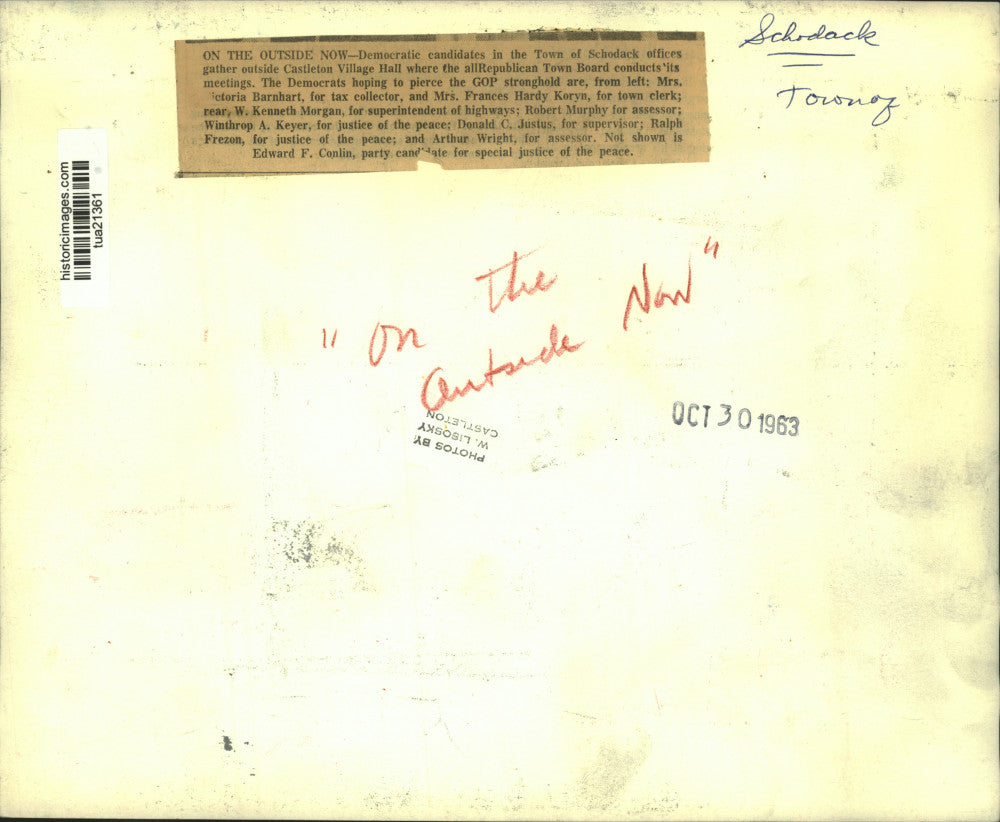 Schodack
Town of
ON THE OUTSIDE NOW—Democratic candidates in the Town of Schodack offices
gather outside Castleton Village Hall where the allRepublican Town Board conducts its
meetings. The Democrats hoping to pierce the GOP stronghold are, from left: Mrs.
ictoria Barnhart, for tax collector, and Mrs. Frances Hardy Koryn, for town clerk;
rear, W. Kenneth Morgan, for superintendent of highways; Robert Murphy for assessor;
Winthrop A. Keyer, for justice of the peace; Donald C. Justus, for supervisor; Ralph
Frezon, for justice of the peace; and Arthur Wright, for assessor. Not shown is
Edward F. Conlin, party candidate for special justice of the peace.
historicimages.com
tua21361
"On the
Outside Now"
OCT 30 1963
PHOTOS BY
W. LISOSKY
CASTLETON